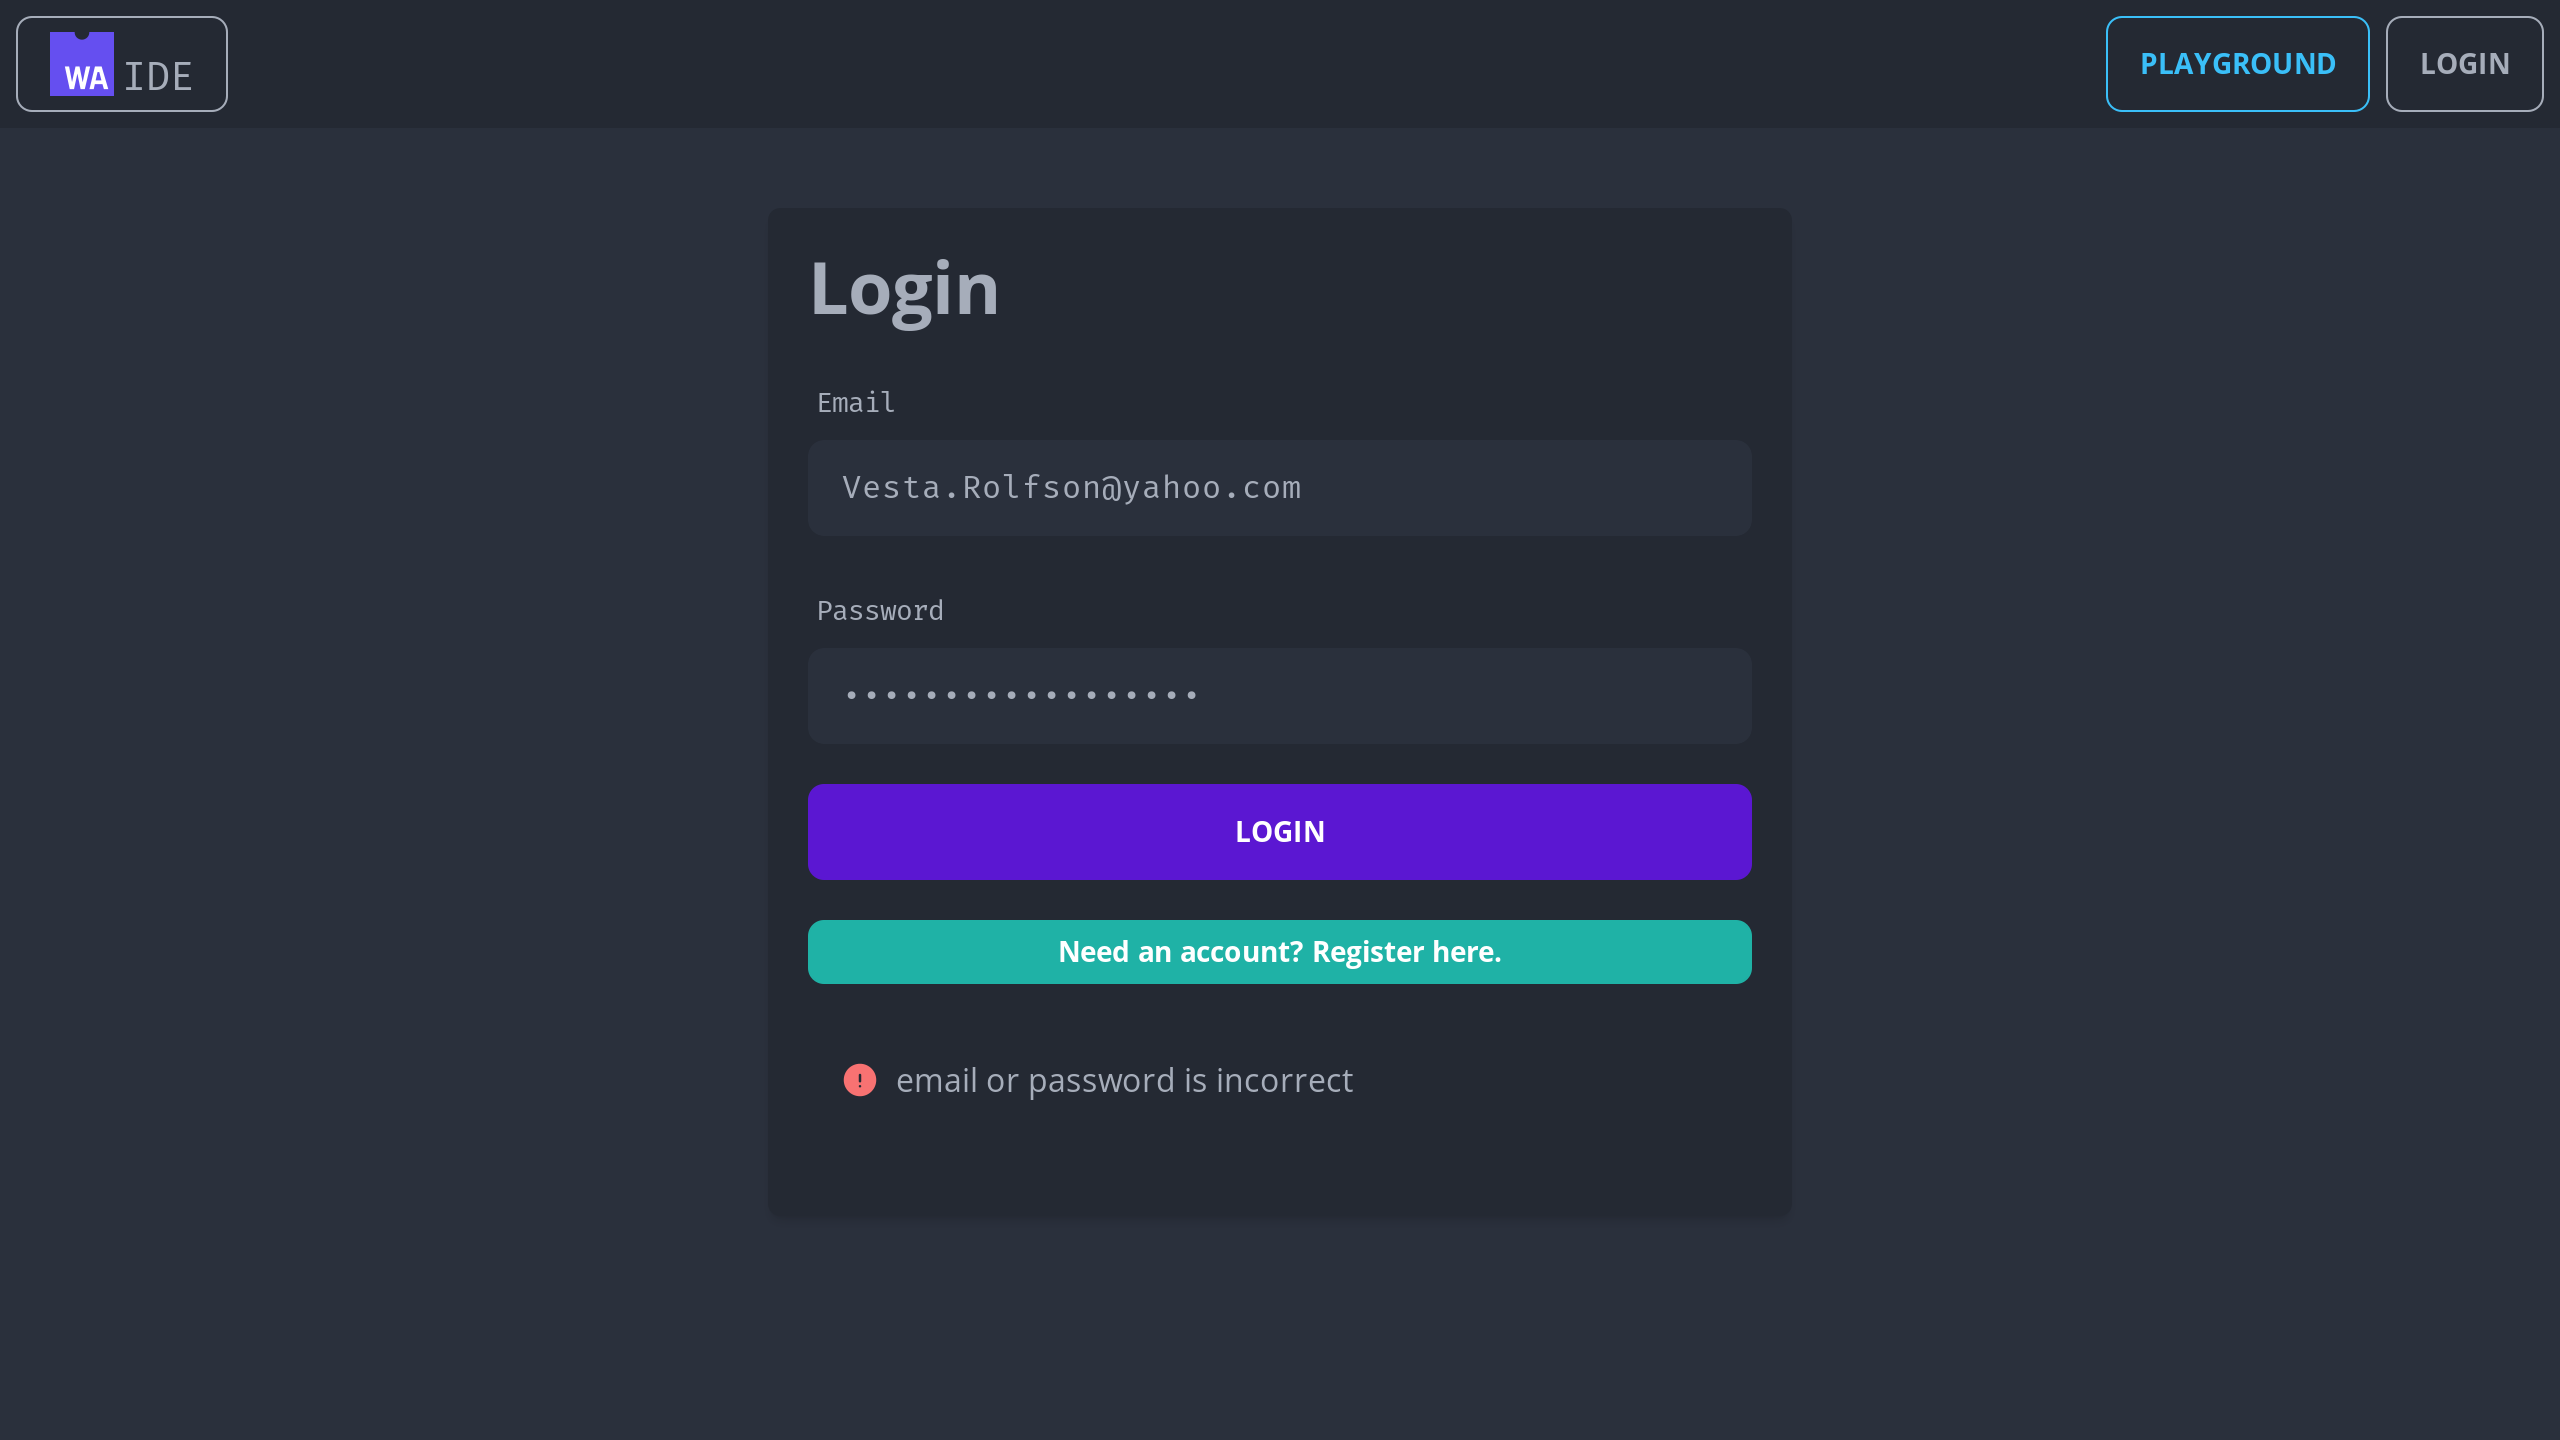 WA IDE
PLAYGROUND
LOGIN
Login
Email
Vesta.Rolfson@yahoo.com
Password
••••••••••••••••••
LOGIN
Need an account? Register here.
email or password is incorrect